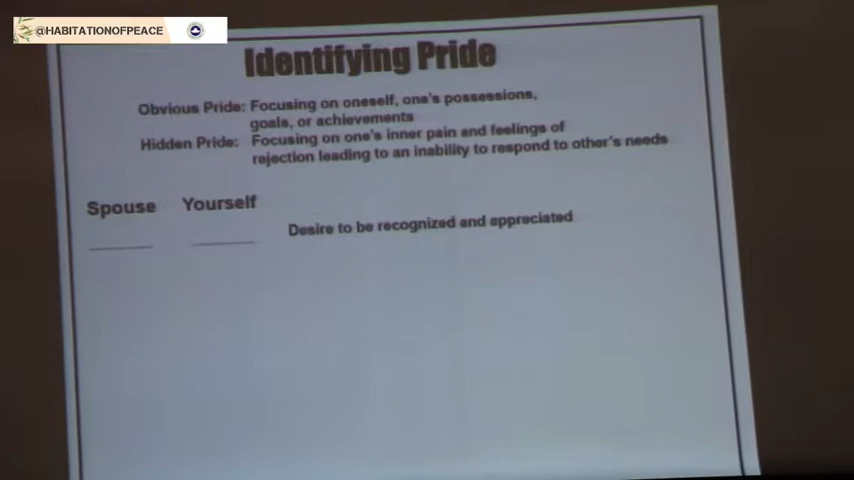 @HABITATIONOFPEACE
Identifying Pride
Obvious Pride: Focusing on oneself, one's possessions,
goals, or achievements
Hidden Pride: Focusing on one's inner pain and feelings of
rejection leading to an inability to respond to other's needs
Spouse Yourself
Desire to be recognized and appreciated